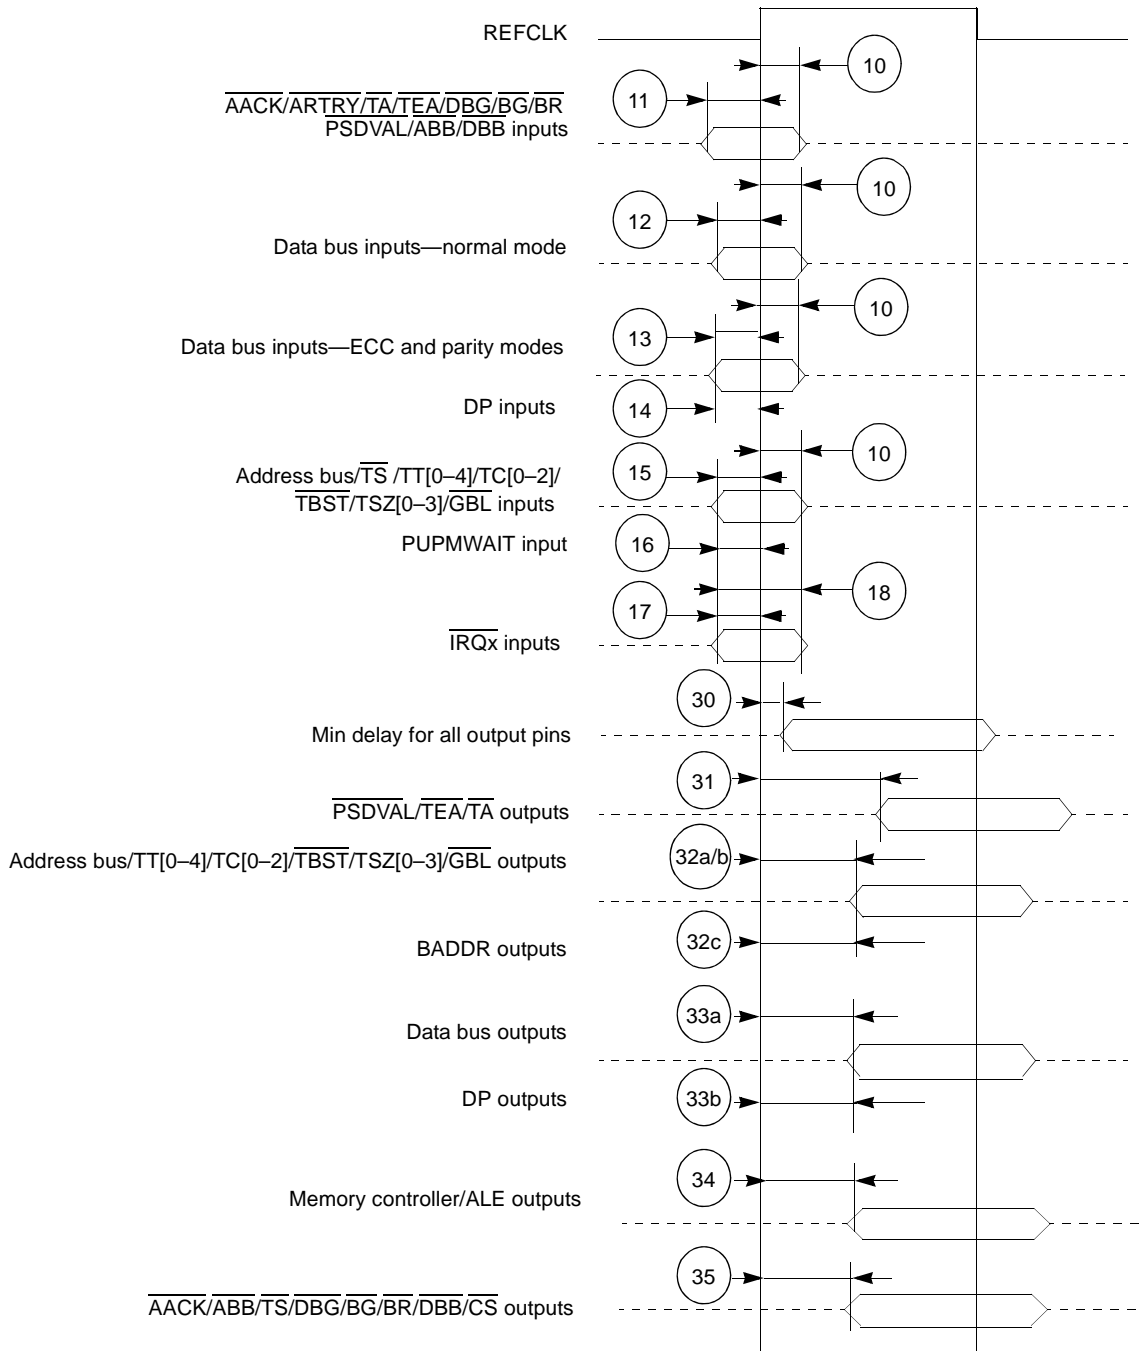 REFCLK
10
11
AACK/ARTRY/TA/TEA/DBG/BG/BR
PSDVAL/ABB/DBB inputs
10
12
Data bus inputs—normal mode
10
13
Data bus inputs—ECC and parity modes
DP inputs
14
10
15
Address bus/TS /TT[0–4]/TC[0–2]/
TBST/TSZ[0–3]/GBL inputs
PUPMWAIT input
16
18
17
IRQx inputs
30
Min delay for all output pins
31
PSDVAL/TEA/TA outputs
Address bus/TT[0–4]/TC[0–2]/TBST/TSZ[0–3]/GBL outputs
32a/b
BADDR outputs
32c
33a
Data bus outputs
DP outputs
33b
34
Memory controller/ALE outputs
35
AACK/ABB/TS/DBG/BG/BR/DBB/CS outputs